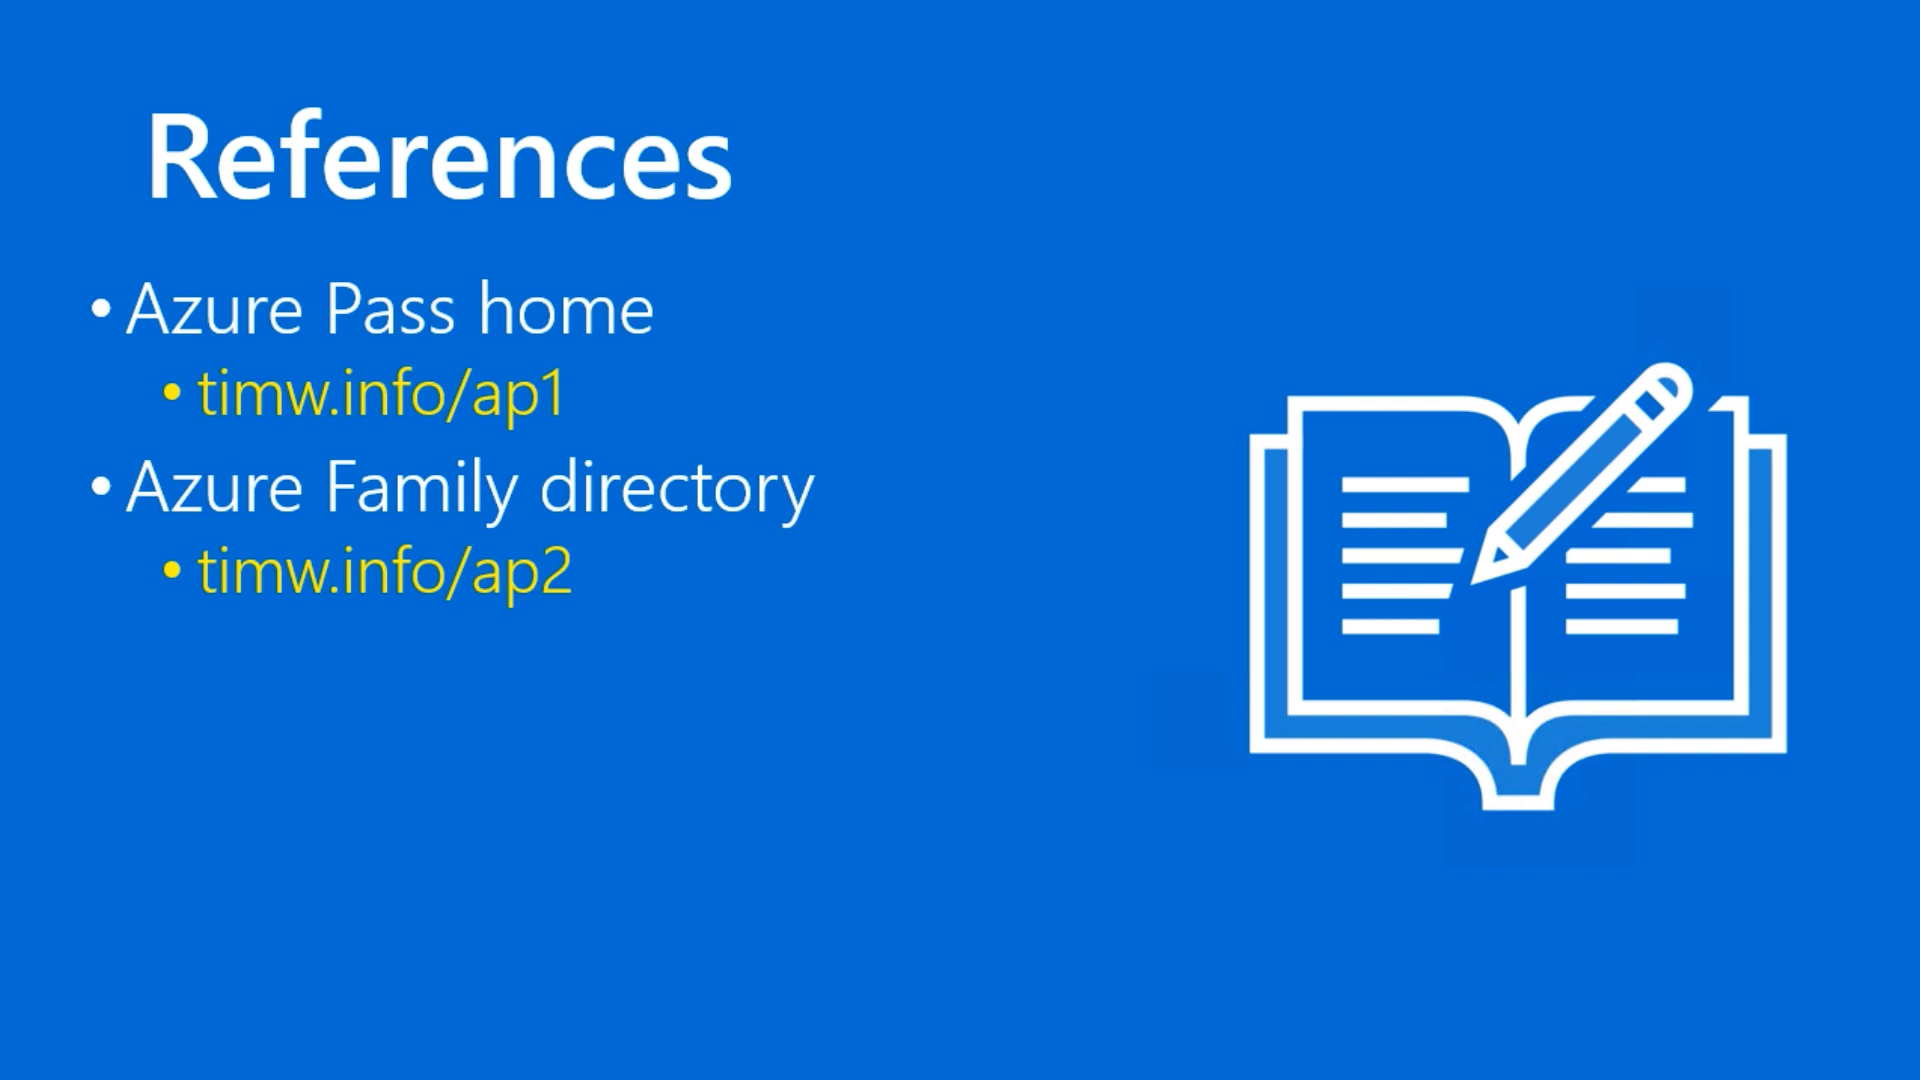 References
• Azure Pass home
• timw.info/ap1
• Azure Family directory
• timw.info/ap2